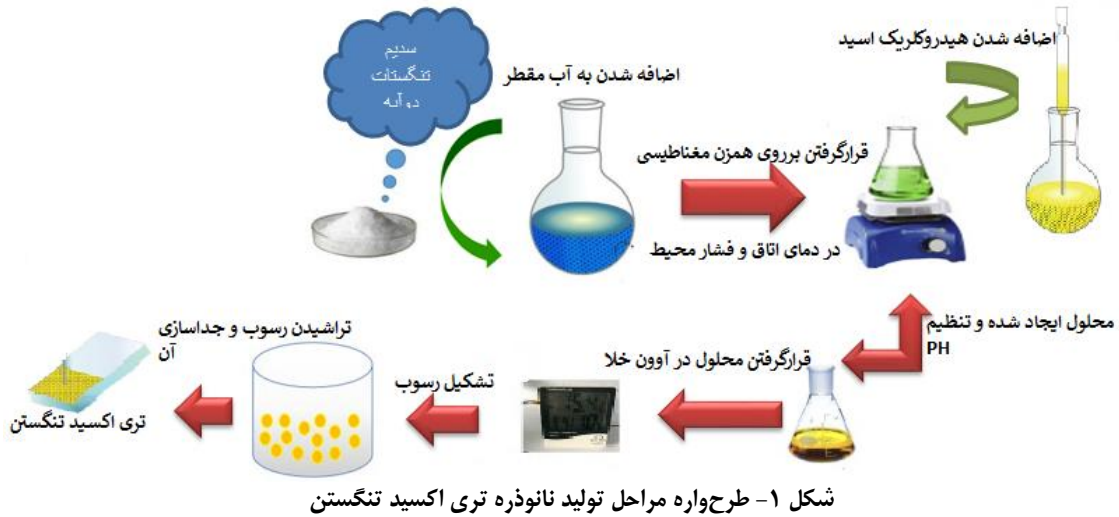 سدیم
تنگستات
دوآبه
اضافه شدن به آب مقطر
اضافه شدن هیدروکلریک اسید
قرارگرفتن برروی همزن مغناطیسی
در دمای اتاق و فشار محیط
محلول ایجاد شده و تنظیم
PH
قرارگرفتن محلول در آوون خلا
تشکیل رسوب
تراشیدن رسوب و جداسازی
آن
تری اکسید تنگستن
شکل ۱- طرح‌واره مراحل تولید نانوذره تری اکسید تنگستن